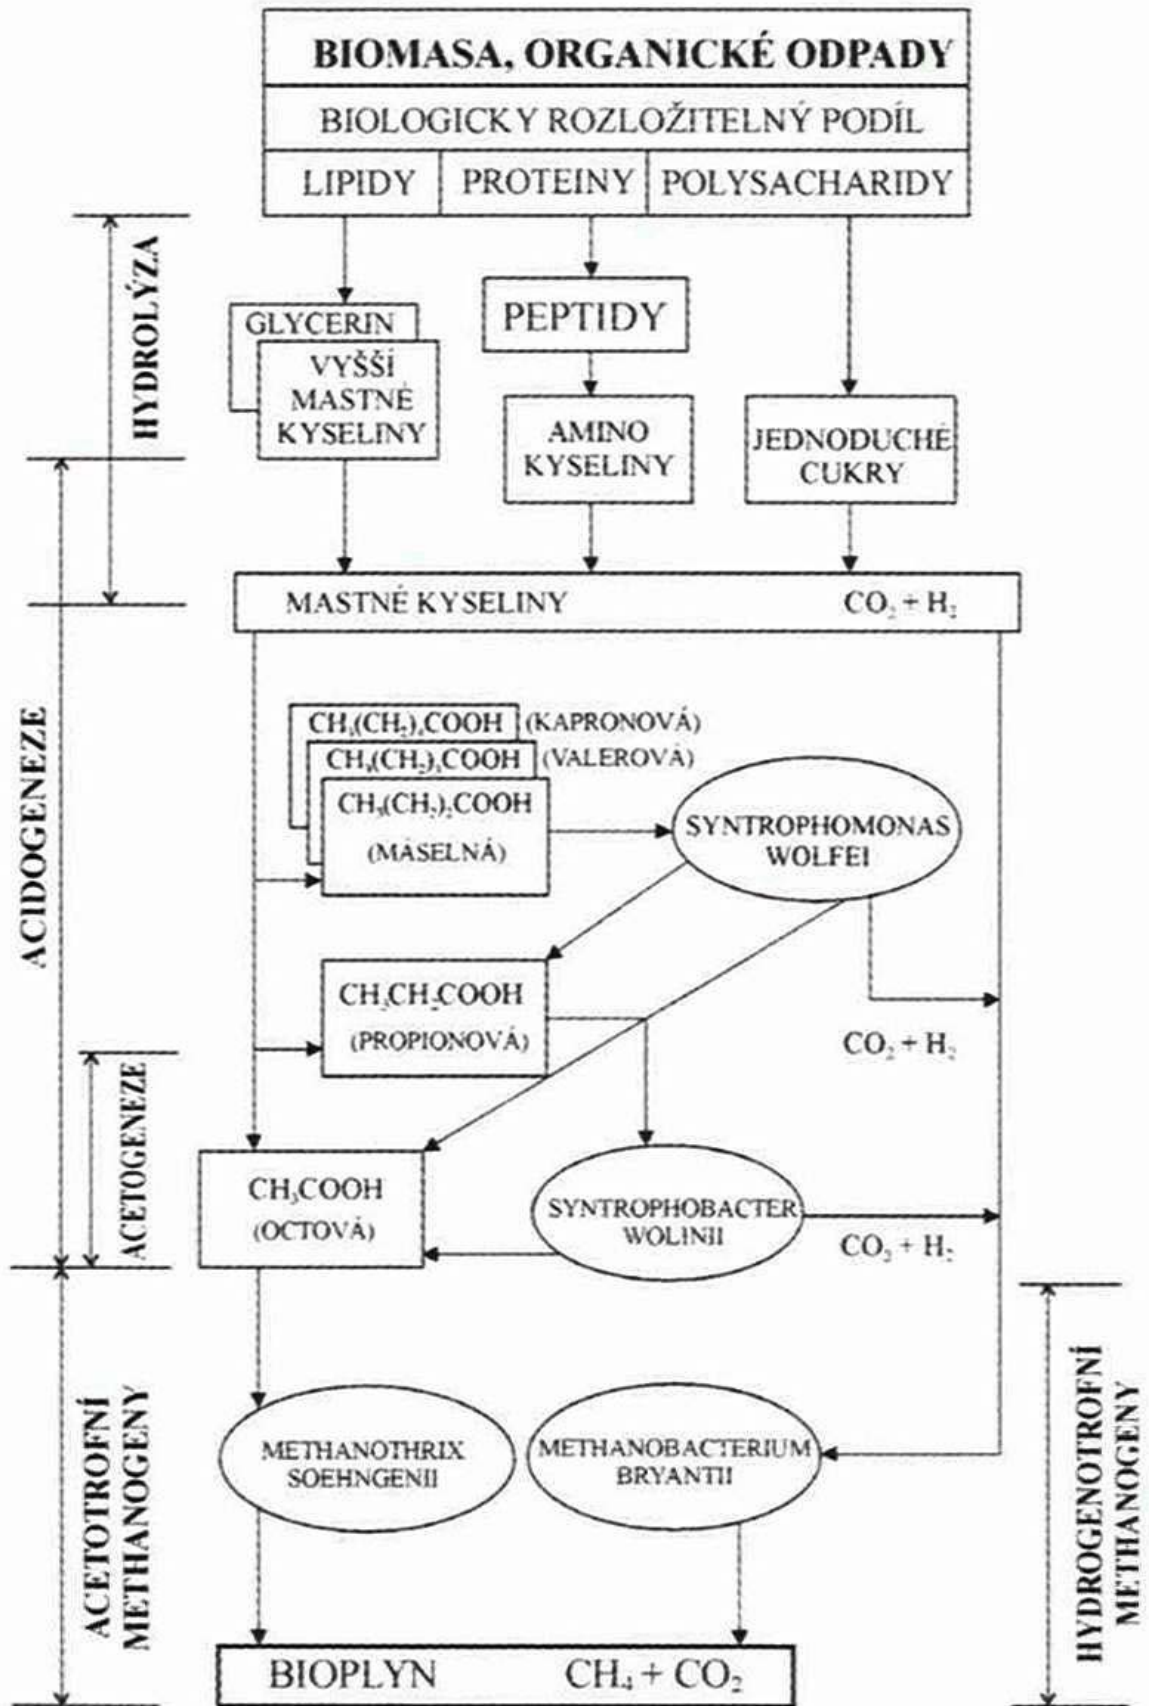 BIOMASA, ORGANICKÉ ODPADY
BIOLOGICKY ROZLOŽITELNÝ PODÍL
LIPIDY
PROTEINY
POLYSACHARIDY
HYDROLÝZA
GLYCERIN
VYŠŠÍ
MASTNÉ
KYSELINY
PEPTIDY
AMINO
KYSELINY
JEDNODUCHÉ
CUKRY
MASTNÉ KYSELINY
CO₂ + H₂
ACIDOGENEZE
CH₃(CH₂)₄COOH (KAPRONOVÁ)
CH₃(CH₂)₃COOH (VALEROVÁ)
CH₃(CH₂)₂COOH
(MÁSELNÁ)
SYNTROPHOMONAS
WOLFEI
CH₃CH₂COOH
(PROPIONOVÁ)
CO₂ + H₂
ACETOGENEZE
CH₃COOH
(OCTOVÁ)
SYNTROPHOBACTER
WOLINII
CO₂ + H₂
ACETOTROFNÍ
METHANOGENY
METHANOTHRIX
SOEHNGENII
METHANOBACTERIUM
BRYANTII
HYDROGENOTROFNÍ
METHANOGENY
BIOPLYN
CH₄ + CO₂